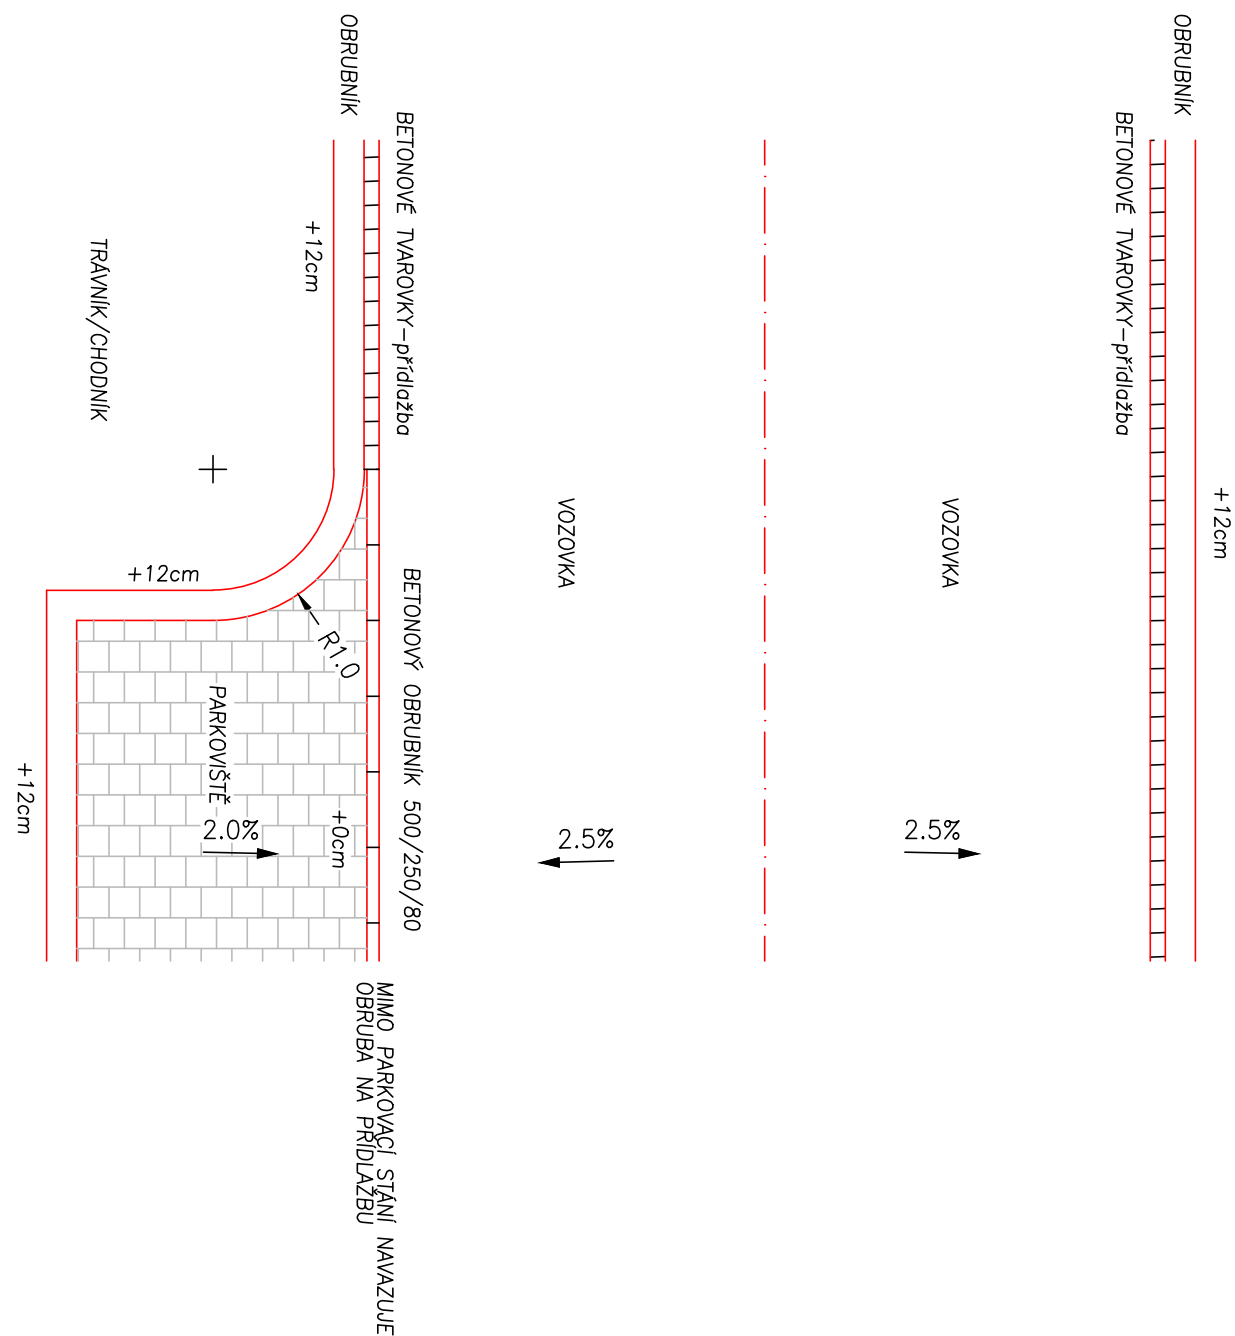 OBRUBNÍK
BETONOVÉ TVAROVKY-přídlažba
+12cm
TRÁVNÍK/CHODNÍK
+12cm
R1.0
BETONOVÝ OBRUBNÍK 500/250/80
PARKOVIŠTĚ
2.0%
+0cm
+12cm
MIMO PARKOVACÍ STÁNÍ NAVAZUJE
OBRUBA NA PŘÍDLAŽBU
VOZOVKA
2.5%
VOZOVKA
2.5%
OBRUBNÍK
BETONOVÉ TVAROVKY-přídlažba
+12cm